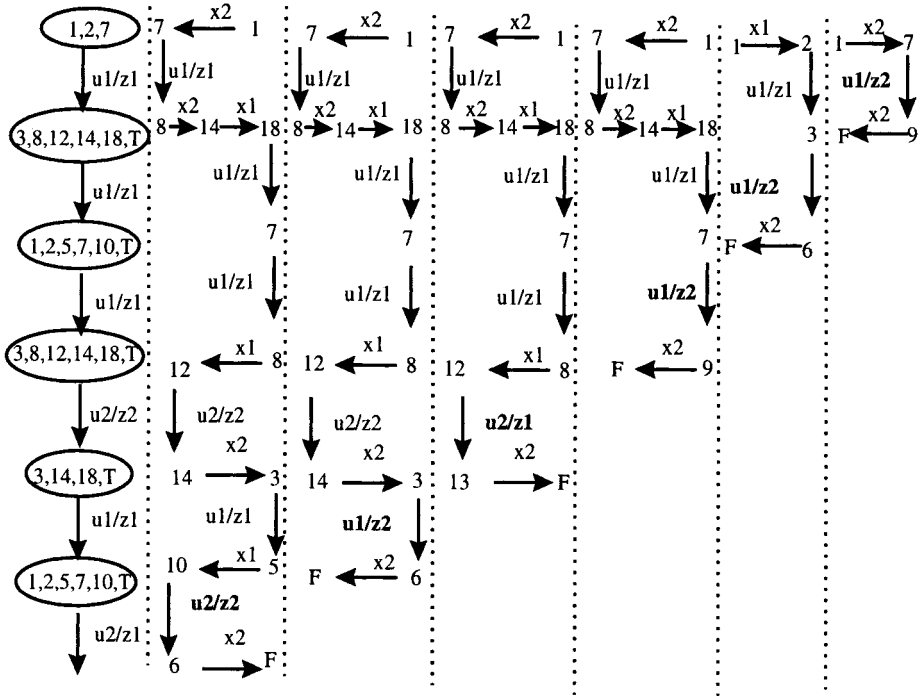 1,2,7 7 x2 1 7 x2 1 7 x2 1 7 x2 1 1 x1 2 1 x2 7
u1/z1 u1/z1 u1/z1 u1/z1 u1/z1 u1/z1 u1/z2
3,8,12,14,18,T 8 x2 14 x1 18 8 x2 14 x1 18 8 x2 14 x1 18 8 x2 14 x1 18 3 F x2 9
u1/z1 u1/z1 u1/z1 u1/z1 u1/z1 u1/z2
1,2,5,7,10,T 7 7 7 7 F x2 6
u1/z1 u1/z1 u1/z1 u1/z1 u1/z2
3,8,12,14,18,T 12 x1 8 12 x1 8 12 x1 8 F x2 9
u2/z2 u2/z2 u2/z2 u2/z1
3,14,18,T 14 x2 3 14 x2 3 13 x2 F
u1/z1 u1/z1 u1/z2
1,2,5,7,10,T 10 x1 5 F x2 6
u2/z1 u2/z2
6 x2 F